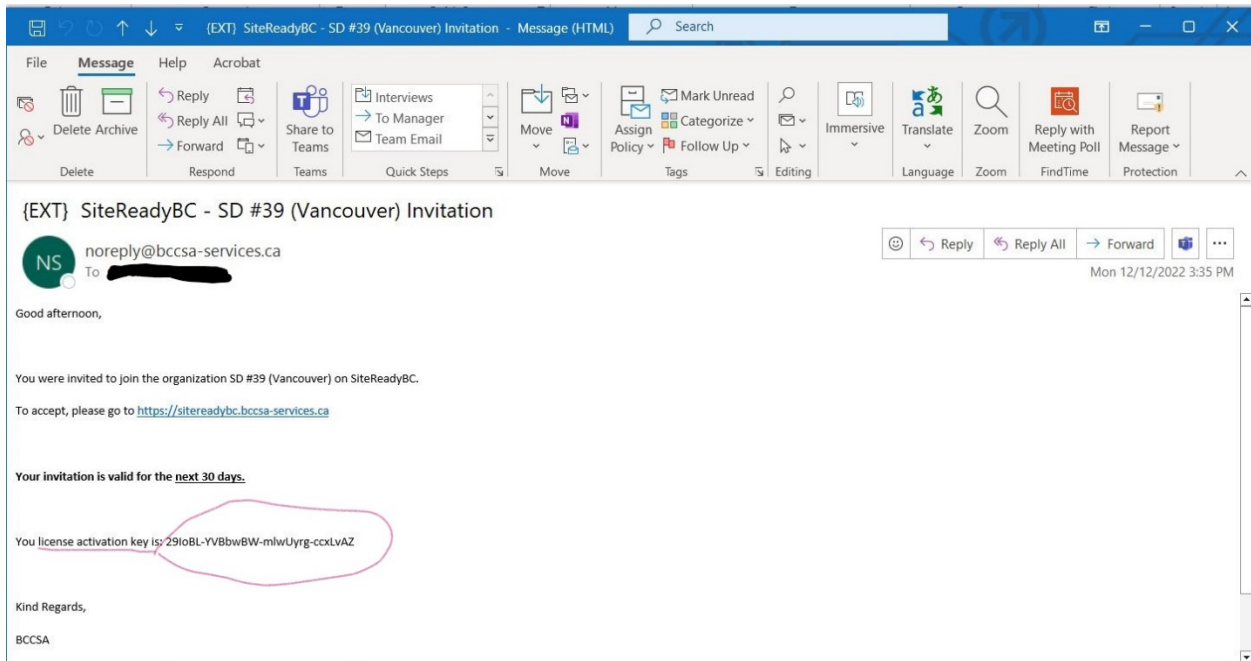 {EXT} SiteReadyBC - SD #39 (Vancouver) Invitation - Message (HTML)
Search
File Message Help Acrobat
Delete Archive
Reply
Reply All
Forward
Share to Teams
Interviews
To Manager
Team Email
Move
Assign Policy
Mark Unread
Categorize
Follow Up
Immersive
Translate
Zoom
Reply with Meeting Poll
Report Message
Delete Respond Teams Quick Steps Move Tags Editing Language Zoom FindTime Protection
{EXT} SiteReadyBC - SD #39 (Vancouver) Invitation
NS
noreply@bccsa-services.ca
To
Reply Reply All Forward
Mon 12/12/2022 3:35 PM
Good afternoon,
You were invited to join the organization SD #39 (Vancouver) on SiteReadyBC.
To accept, please go to https://sitereadybc.bccsa-services.ca
Your invitation is valid for the next 30 days.
You license activation key is: 29IoBL-YVBbwBW-mlwUyrg-ccxLvAZ
Kind Regards,
BCCSA